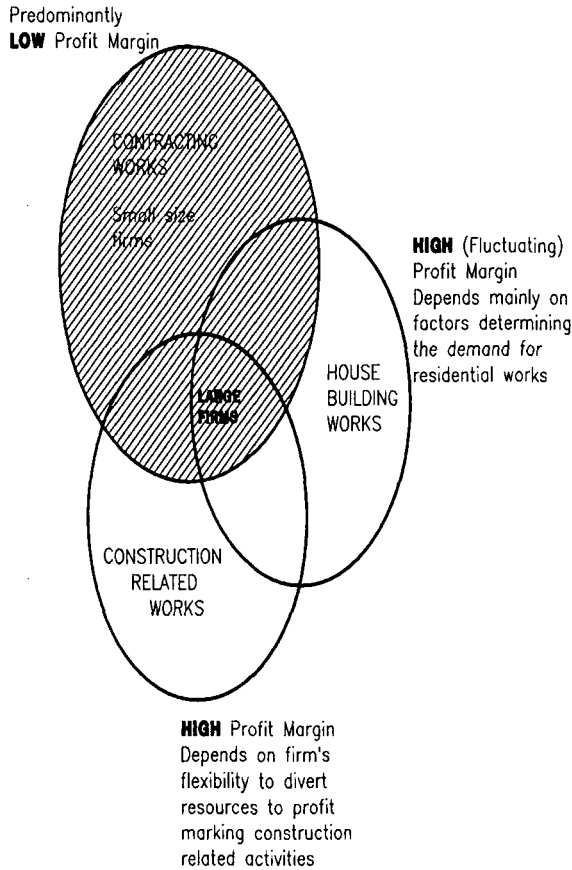 Predominantly
LOW Profit Margin
CONTRACTING
WORKS
Small size
firms
HIGH (Fluctuating)
Profit Margin
Depends mainly on
factors determining
the demand for
residential works
HOUSE
BUILDING
WORKS
LARGE
FIRMS
CONSTRUCTION
RELATED
WORKS
HIGH Profit Margin
Depends on firm's
flexibility to divert
resources to profit
marking construction
related activities